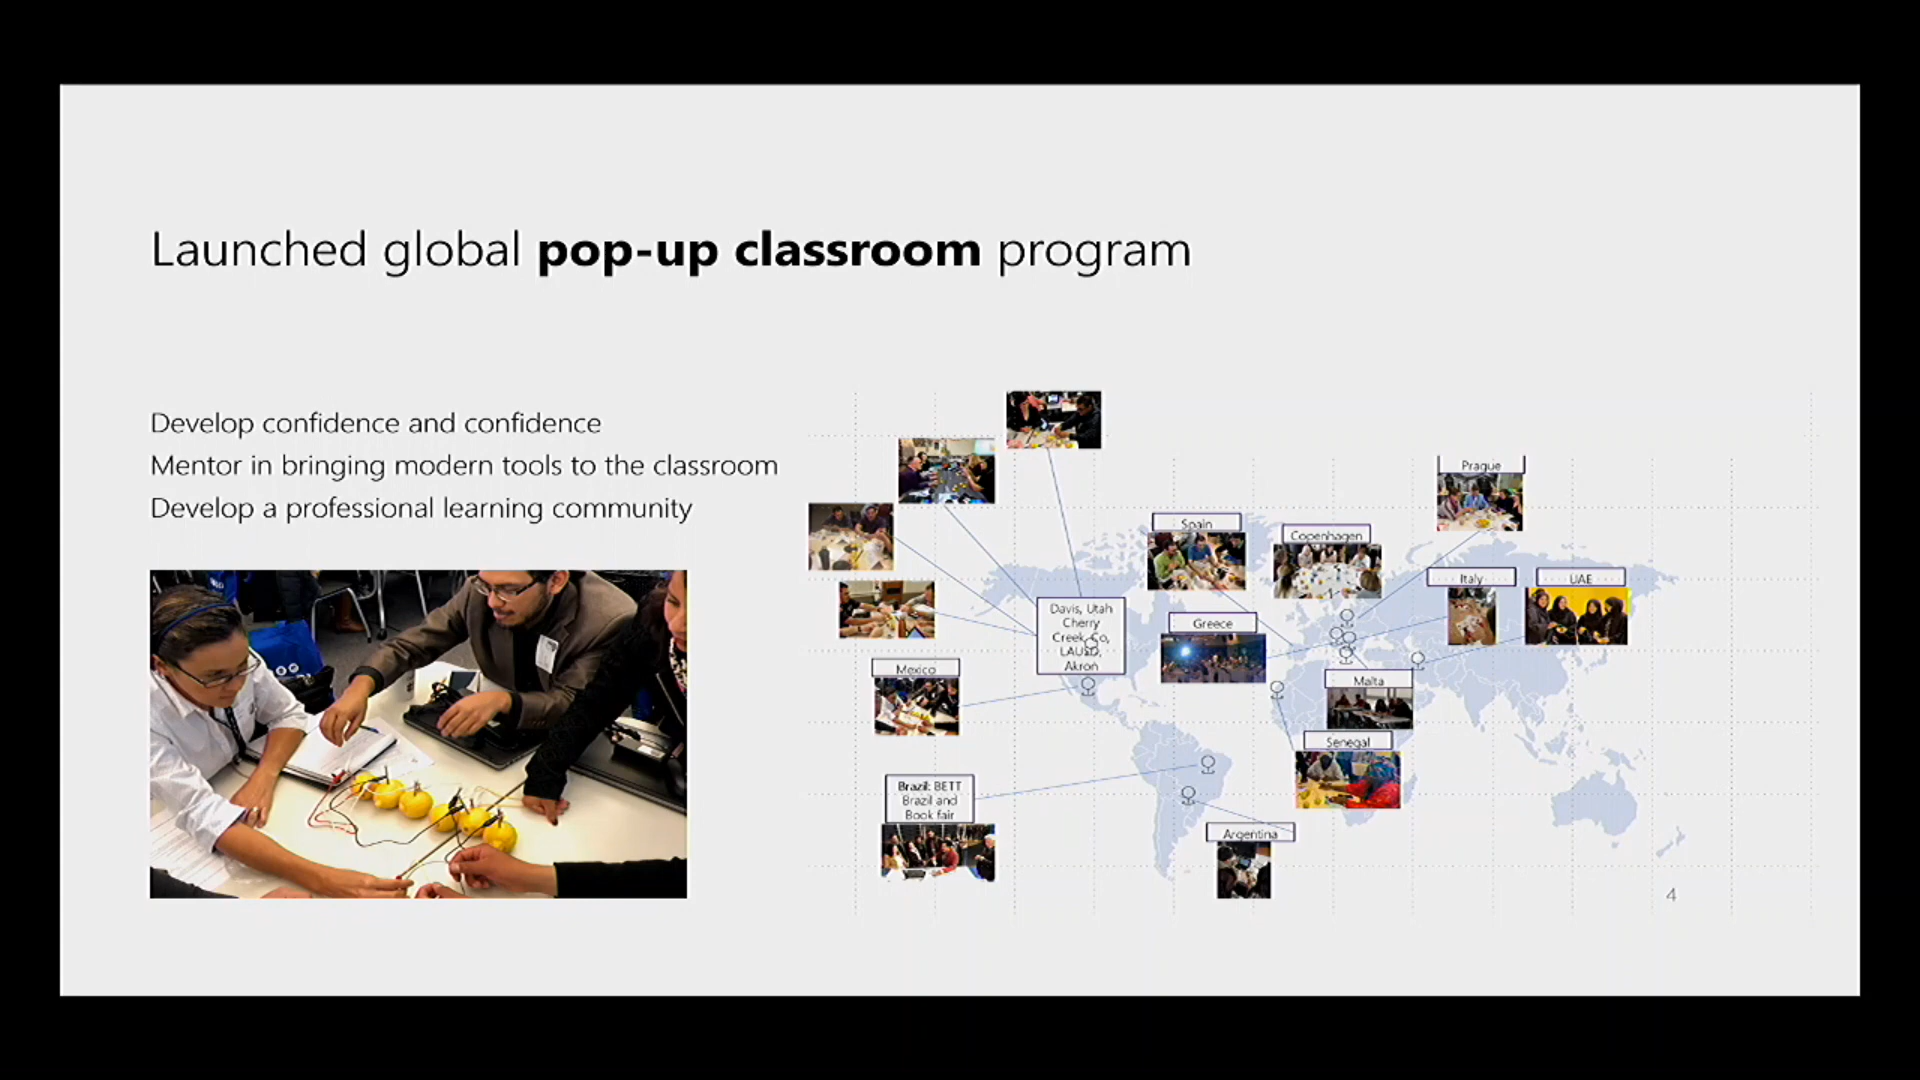 Launched global pop-up classroom program
Develop confidence and confidence
Mentor in bringing modern tools to the classroom
Develop a professional learning community
Prague
Spain
Copenhagen
Italy
UAE
Davis, Utah
Cherry
Creek, Co,
LAUSD,
Akron
Greece
Mexico
Malta
Senegal
Brazil: BETT
Brazil and
Book fair
Argentina
4